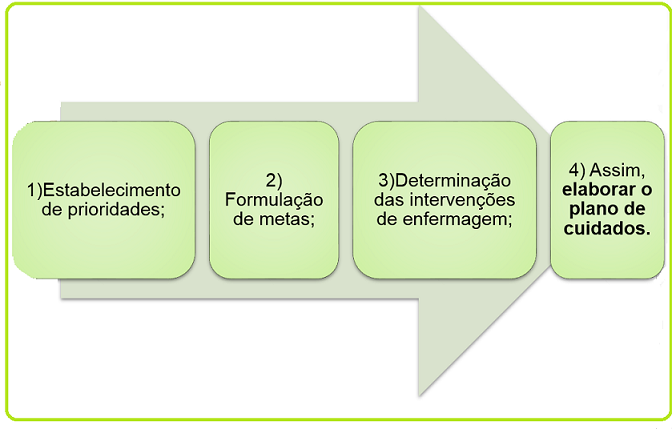 1)Estabelecimento
de prioridades;
2)
Formulação
de metas;
3)Determinação
das intervenções
de enfermagem;
4) Assim,
elaborar o
plano de
cuidados.